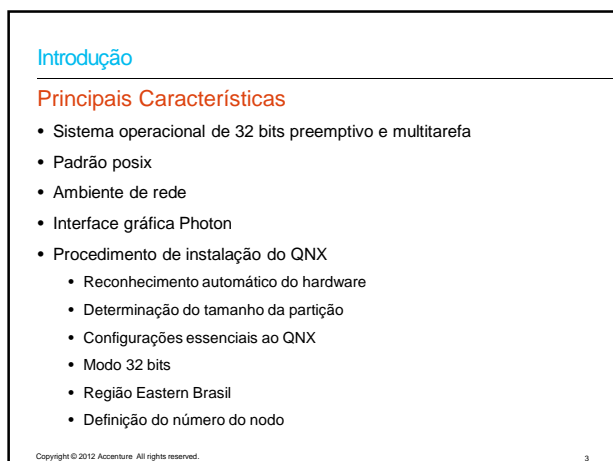 Introdução
Principais Características
• Sistema operacional de 32 bits preemptivo e multitarefa
• Padrão posix
• Ambiente de rede
• Interface gráfica Photon
• Procedimento de instalação do QNX
• Reconhecimento automático do hardware
• Determinação do tamanho da partição
• Configurações essenciais ao QNX
• Modo 32 bits
• Região Eastern Brasil
• Definição do número do nodo
Copyright © 2012 Accenture All rights reserved.
3